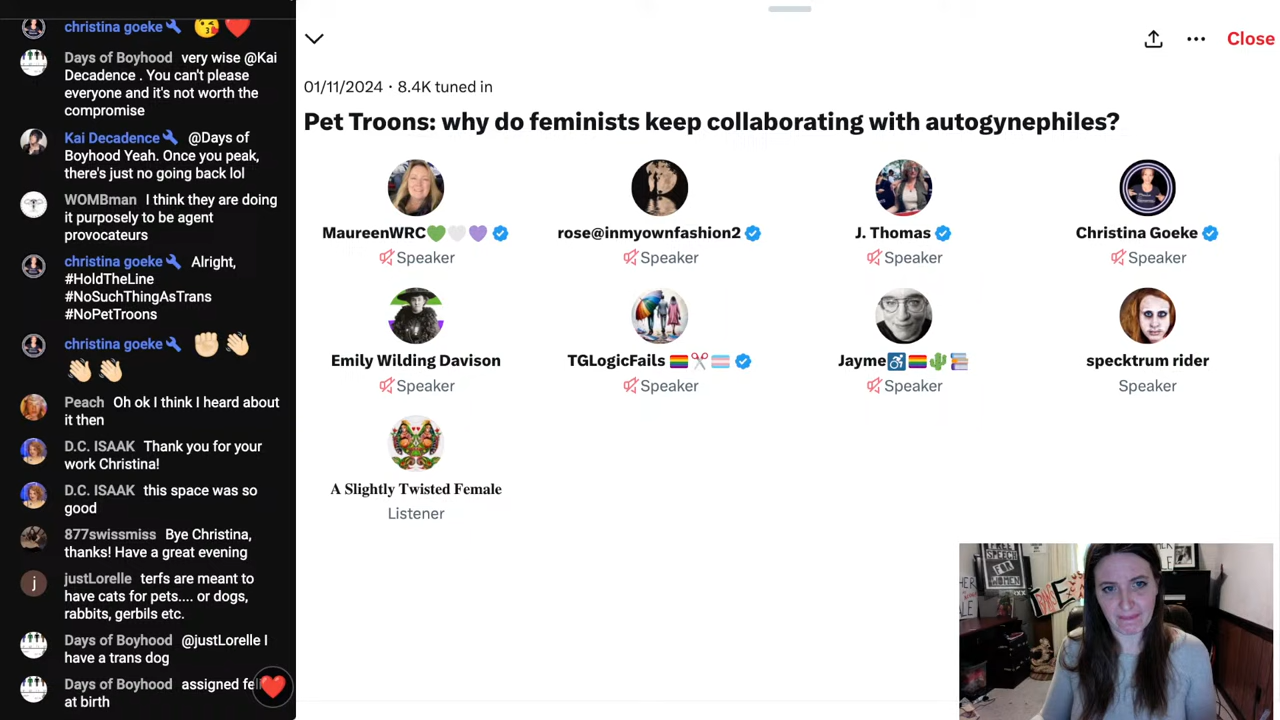 christina goeke 🔧 😘 ❤️
Days of Boyhood very wise @Kai
Decadence . You can't please
everyone and it's not worth the
compromise
Kai Decadence 🔧 @Days of
Boyhood Yeah. Once you peak,
there's just no going back lol
WOMBman I think they are doing
it purposely to be agent
provocateurs
christina goeke 🔧 Alright,
#HoldTheLine
#NoSuchThingAsTrans
#NoPetTroons
christina goeke 🔧 ✊🏻 👋🏻
👋🏻 👋🏻
Peach Oh ok I think I heard about
it then
D.C. ISAAK Thank you for your
work Christina!
D.C. ISAAK this space was so
good
877swissmiss Bye Christina,
thanks! Have a great evening
j
justLorelle terfs are meant to
have cats for pets.... or dogs,
rabbits, gerbils etc.
Days of Boyhood @justLorelle I
have a trans dog
Days of Boyhood assigned
at birth
Close
01/11/2024 · 8.4K tuned in
Pet Troons: why do feminists keep collaborating with autogynephiles?
MaureenWRC💚🤍💜
Speaker
rose@inmyownfashion2
Speaker
J. Thomas
Speaker
Christina Goeke
Speaker
Emily Wilding Davison
Speaker
TGLogicFails 🏳️‍🌈✂️🏳️‍⚧️
Speaker
Jayme♿🏳️‍🌈🌵📚
Speaker
specktrum rider
Speaker
A Slightly Twisted Female
Listener
FREE
SPEECH
FOR
WOMEN